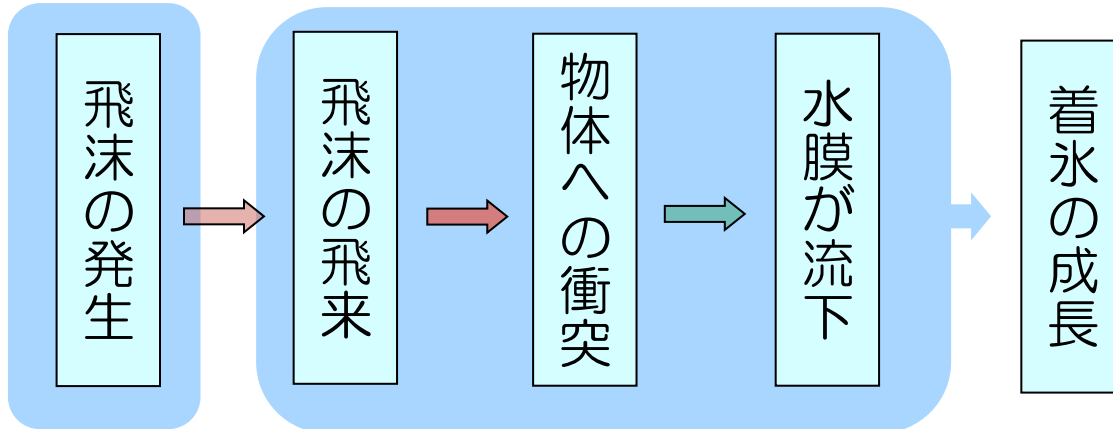 飛沫の発生
飛沫の飛来
物体への衝突
水膜が流下
着氷の成長